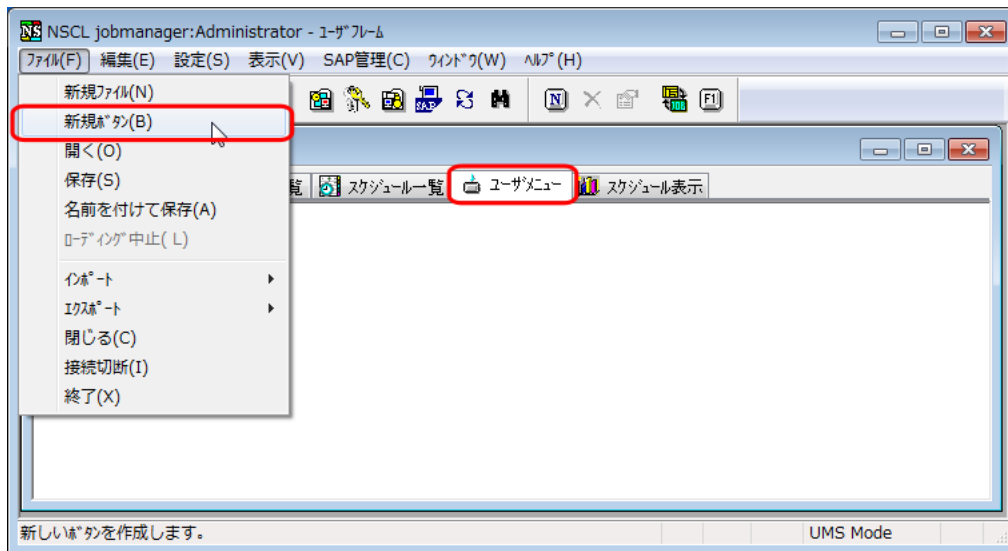 NSCL jobmanager:Administrator - ﾕｰｻﾞﾌﾚｰﾑ
ﾌｧｲﾙ(F) 編集(E) 設定(S) 表示(V) SAP管理(C) ｳｨﾝﾄﾞｳ(W) ﾍﾙﾌﾟ(H)
新規ﾌｧｲﾙ(N)
新規ﾎﾞﾀﾝ(B)
開く(O)
保存(S)
名前を付けて保存(A)
ﾛｰﾃﾞｨﾝｸﾞ中止( L)
ｲﾝﾎﾟｰﾄ
ｴｸｽﾎﾟｰﾄ
閉じる(C)
接続切断(I)
終了(X)
SAP
N
JOB
F1
覧 スケジュール一覧 ユーザメニュー スケジュール表示
新しいﾎﾞﾀﾝを作成します。
UMS Mode